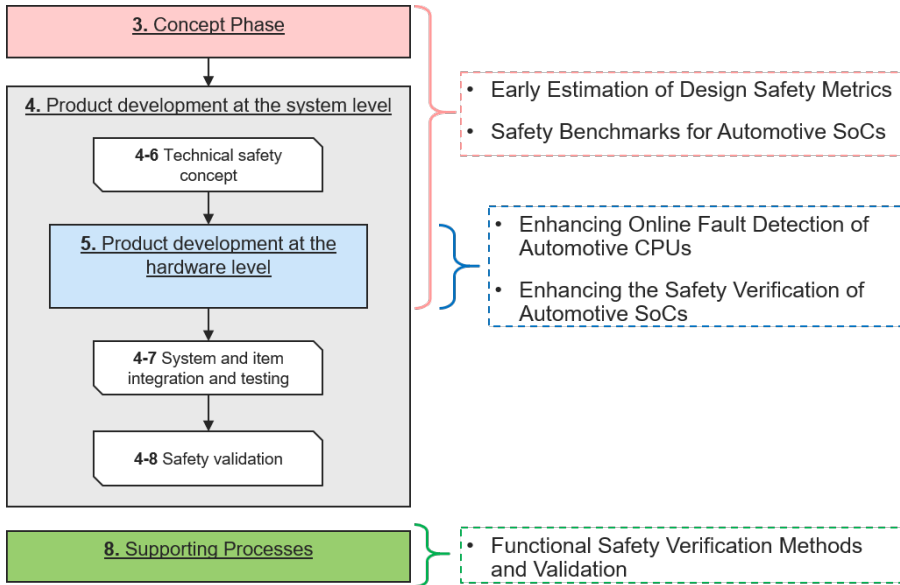 3. Concept Phase
4. Product development at the system level
4-6 Technical safety
concept
5. Product development at the
hardware level
4-7 System and item
integration and testing
4-8 Safety validation
8. Supporting Processes
• Early Estimation of Design Safety Metrics
• Safety Benchmarks for Automotive SoCs
• Enhancing Online Fault Detection of
Automotive CPUs
• Enhancing the Safety Verification of
Automotive SoCs
• Functional Safety Verification Methods
and Validation